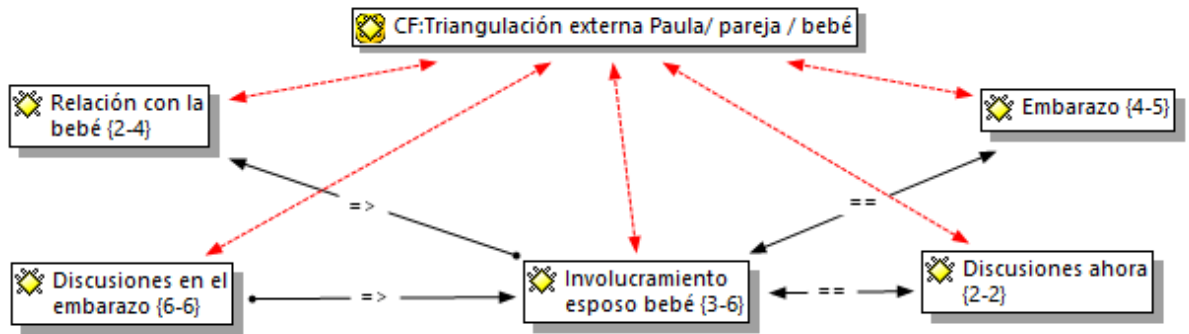 CF:Triangulación externa Paula/ pareja / bebé
Relación con la
bebé {2-4}
Embarazo {4-5}
=>
==
Discusiones en el
embarazo {6-6}
=>
Involucramiento
esposo bebé {3-6}
==
Discusiones ahora
{2-2}